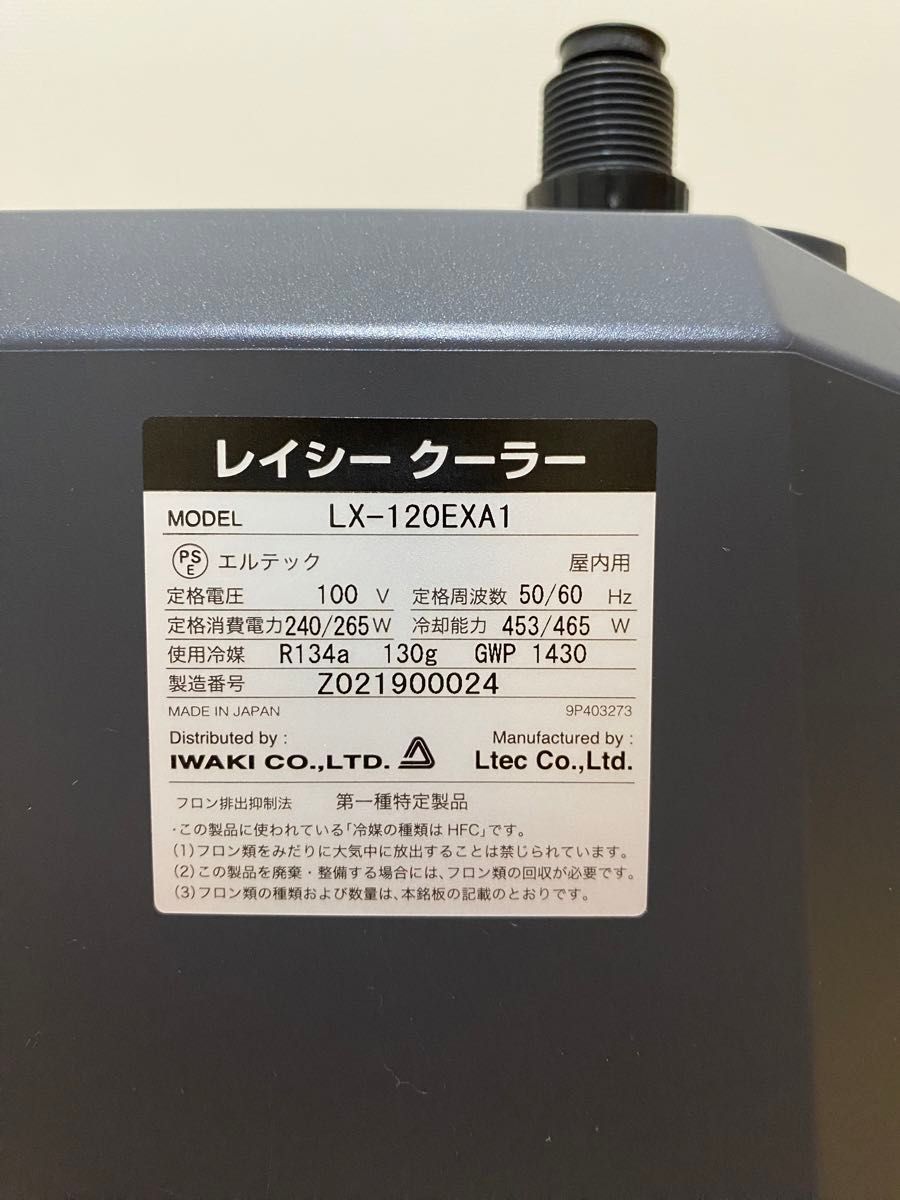 レイシー クーラー
MODEL LX-120EXA1
PS E エルテック 屋内用
定格電圧 100 V 定格周波数 50/60 Hz
定格消費電力 240/265 W 冷却能力 453/465 W
使用冷媒 R134a 130g GWP 1430
製造番号 Z021900024
MADE IN JAPAN 9P403273
Distributed by : Manufactured by :
IWAKI CO.,LTD. Ltec Co.,Ltd.
フロン排出抑制法 第一種特定製品
・この製品に使われている「冷媒の種類は HFC」です。
(1)フロン類をみだりに大気中に放出することは禁じられています。
(2)この製品を廃棄・整備する場合には、フロン類の回収が必要です。
(3)フロン類の種類および数量は、本銘板の記載のとおりです。